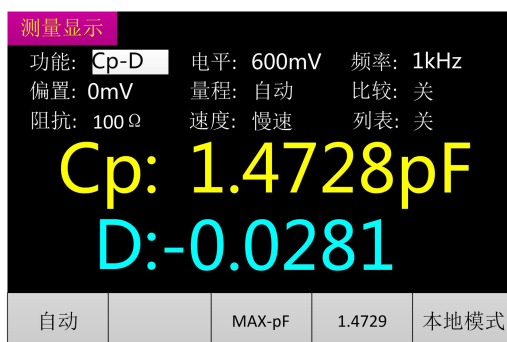 测量显示
功能: Cp-D 电平: 600mV 频率: 1kHz
偏置: 0mV 量程: 自动 比较: 关
阻抗: 100Ω 速度: 慢速 列表: 关
Cp: 1.4728pF
D:-0.0281
自动 MAX-pF 1.4729 本地模式